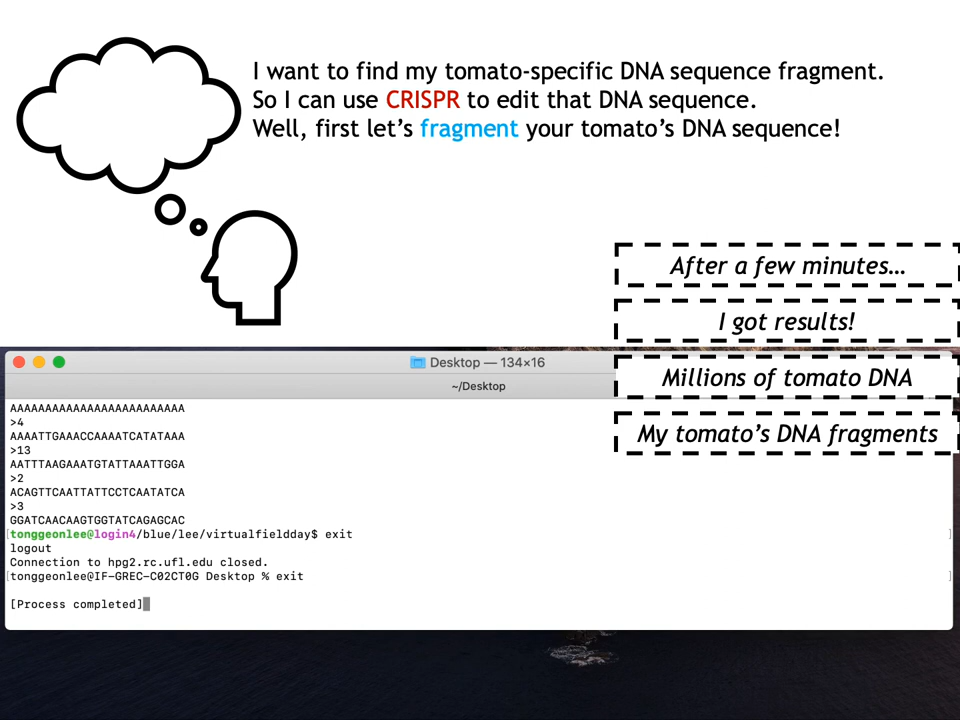 I want to find my tomato-specific DNA sequence fragment.
So I can use CRISPR to edit that DNA sequence.
Well, first let's fragment your tomato's DNA sequence!
After a few minutes…
I got results!
Millions of tomato DNA
My tomato's DNA fragments
Desktop — 134×16
~/Desktop
AAAAAAAAAAAAAAAAAAAAAAAAA
>4
AAAATTGAAACCAAAATCATATAAA
>13
AATTTAAGAAATGTATTAAATTGGA
>2
ACAGTTCAATTATTCCTCAATATCA
>3
GGATCAACAAGTGGTATCAGAGCAC
[tonggeonlee@login4/blue/lee/virtualfieldday$ exit ]
logout
Connection to hpg2.rc.ufl.edu closed.
[tonggeonlee@IF-GREC-C02CT0G Desktop % exit ]
[Process completed]